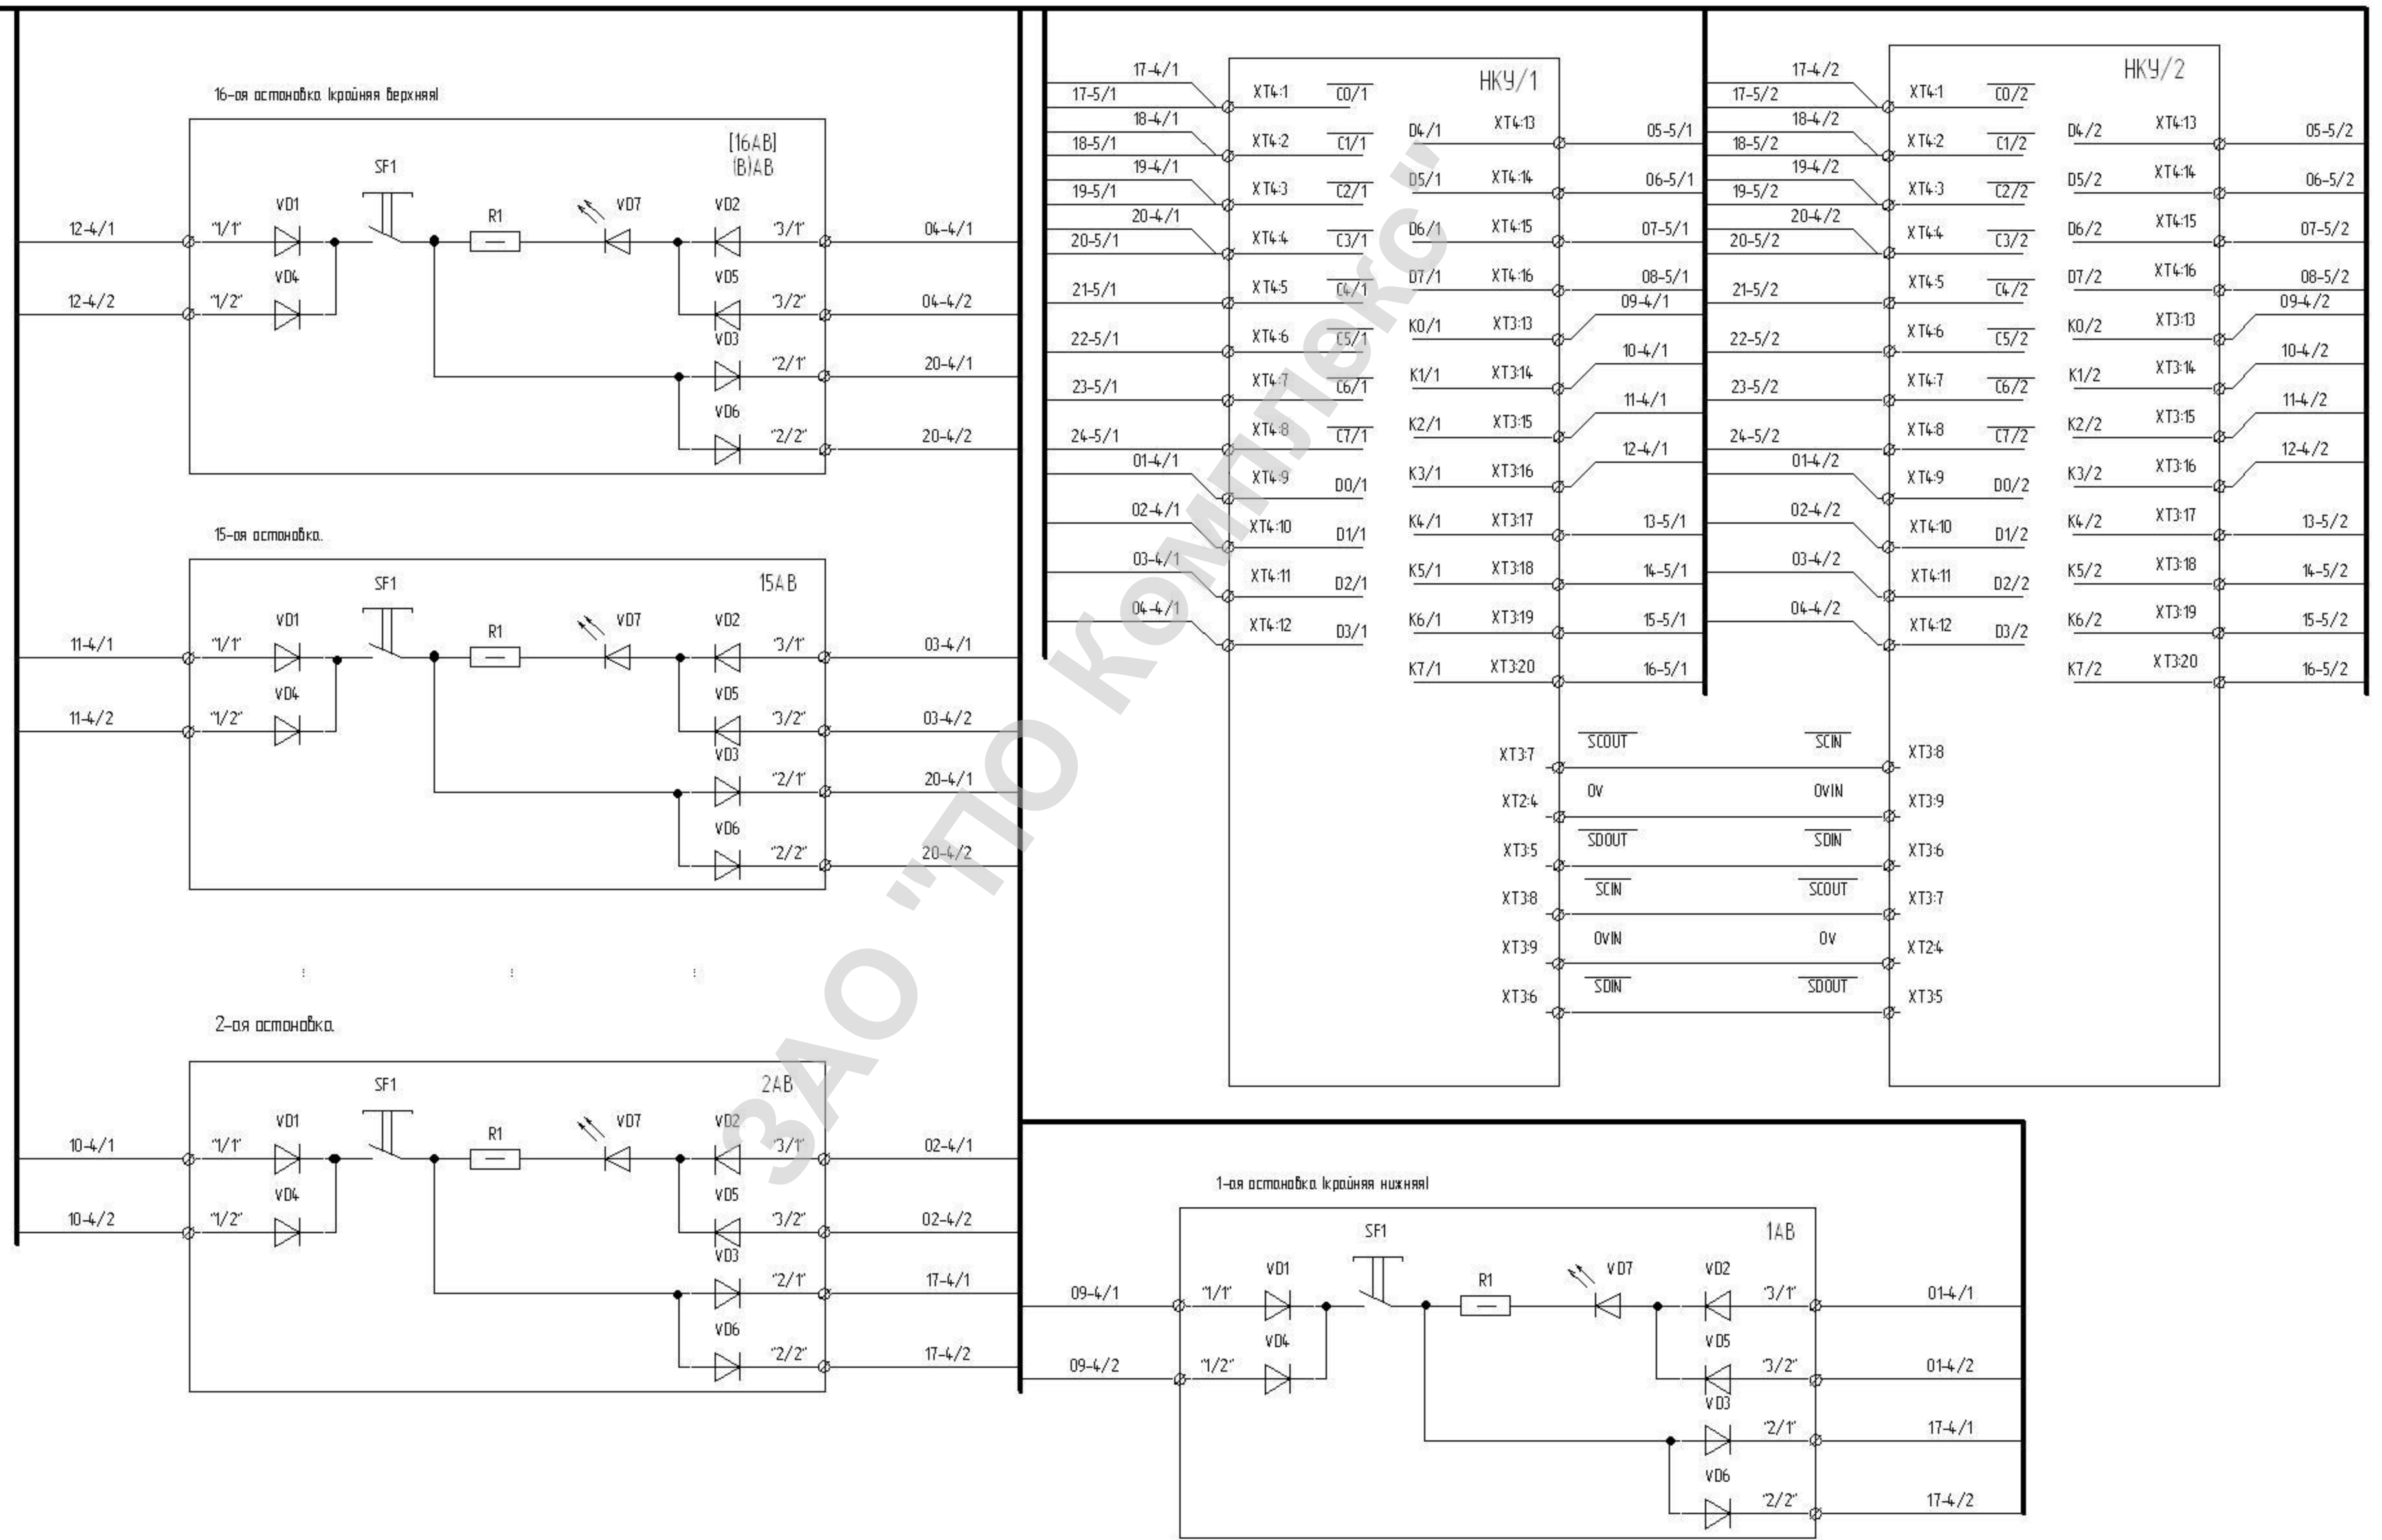 16-ая остановка (крайняя верхняя)
[16АВ]
(В)АВ
SF1
VD1
R1
VD7
VD2
12-4/1
"1/1"
"3/1"
04-4/1
VD4
VD5
12-4/2
"1/2"
"3/2"
04-4/2
VD3
"2/1"
20-4/1
VD6
"2/2"
20-4/2
15-ая остановка.
15АВ
SF1
VD1
R1
VD7
VD2
11-4/1
"1/1"
"3/1"
03-4/1
VD4
VD5
11-4/2
"1/2"
"3/2"
03-4/2
VD3
"2/1"
20-4/1
VD6
"2/2"
20-4/2
⋮ ⋮ ⋮
2-ая остановка.
2АВ
SF1
VD1
R1
VD7
VD2
10-4/1
"1/1"
"3/1"
02-4/1
VD4
VD5
10-4/2
"1/2"
"3/2"
02-4/2
VD3
"2/1"
17-4/1
VD6
"2/2"
17-4/2
НКУ/1
17-4/1
17-5/1 XT4:1 C0/1
18-4/1
18-5/1 XT4:2 C1/1
19-4/1
19-5/1 XT4:3 C2/1
20-4/1
20-5/1 XT4:4 C3/1
21-5/1 XT4:5 C4/1
22-5/1 XT4:6 C5/1
23-5/1 XT4:7 C6/1
24-5/1 XT4:8 C7/1
01-4/1 XT4:9 D0/1
02-4/1 XT4:10 D1/1
03-4/1 XT4:11 D2/1
04-4/1 XT4:12 D3/1
D4/1 XT4:13 05-5/1
D5/1 XT4:14 06-5/1
D6/1 XT4:15 07-5/1
D7/1 XT4:16 08-5/1
K0/1 XT3:13 09-4/1
K1/1 XT3:14 10-4/1
K2/1 XT3:15 11-4/1
K3/1 XT3:16 12-4/1
K4/1 XT3:17 13-5/1
K5/1 XT3:18 14-5/1
K6/1 XT3:19 15-5/1
K7/1 XT3:20 16-5/1
НКУ/2
17-4/2
17-5/2 XT4:1 C0/2
18-4/2
18-5/2 XT4:2 C1/2
19-4/2
19-5/2 XT4:3 C2/2
20-4/2
20-5/2 XT4:4 C3/2
21-5/2 XT4:5 C4/2
22-5/2 XT4:6 C5/2
23-5/2 XT4:7 C6/2
24-5/2 XT4:8 C7/2
01-4/2 XT4:9 D0/2
02-4/2 XT4:10 D1/2
03-4/2 XT4:11 D2/2
04-4/2 XT4:12 D3/2
D4/2 XT4:13 05-5/2
D5/2 XT4:14 06-5/2
D6/2 XT4:15 07-5/2
D7/2 XT4:16 08-5/2
K0/2 XT3:13 09-4/2
K1/2 XT3:14 10-4/2
K2/2 XT3:15 11-4/2
K3/2 XT3:16 12-4/2
K4/2 XT3:17 13-5/2
K5/2 XT3:18 14-5/2
K6/2 XT3:19 15-5/2
K7/2 XT3:20 16-5/2
XT3:7 SCOUT SCIN XT3:8
XT2:4 0V 0VIN XT3:9
XT3:5 SDOUT SDIN XT3:6
XT3:8 SCIN SCOUT XT3:7
XT3:9 0VIN 0V XT2:4
XT3:6 SDIN SDOUT XT3:5
1-ая остановка (крайняя нижняя)
1АВ
SF1
VD1
R1
VD7
VD2
09-4/1
"1/1"
"3/1"
01-4/1
VD4
VD5
09-4/2
"1/2"
"3/2"
01-4/2
VD3
"2/1"
17-4/1
VD6
"2/2"
17-4/2
ЗАО "ПО Комплекс"